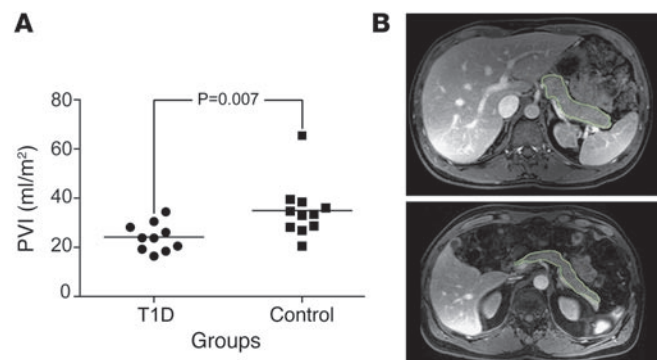 A
B
P=0.007
80
60
40
20
0
PVI (ml/m²)
T1D
Control
Groups